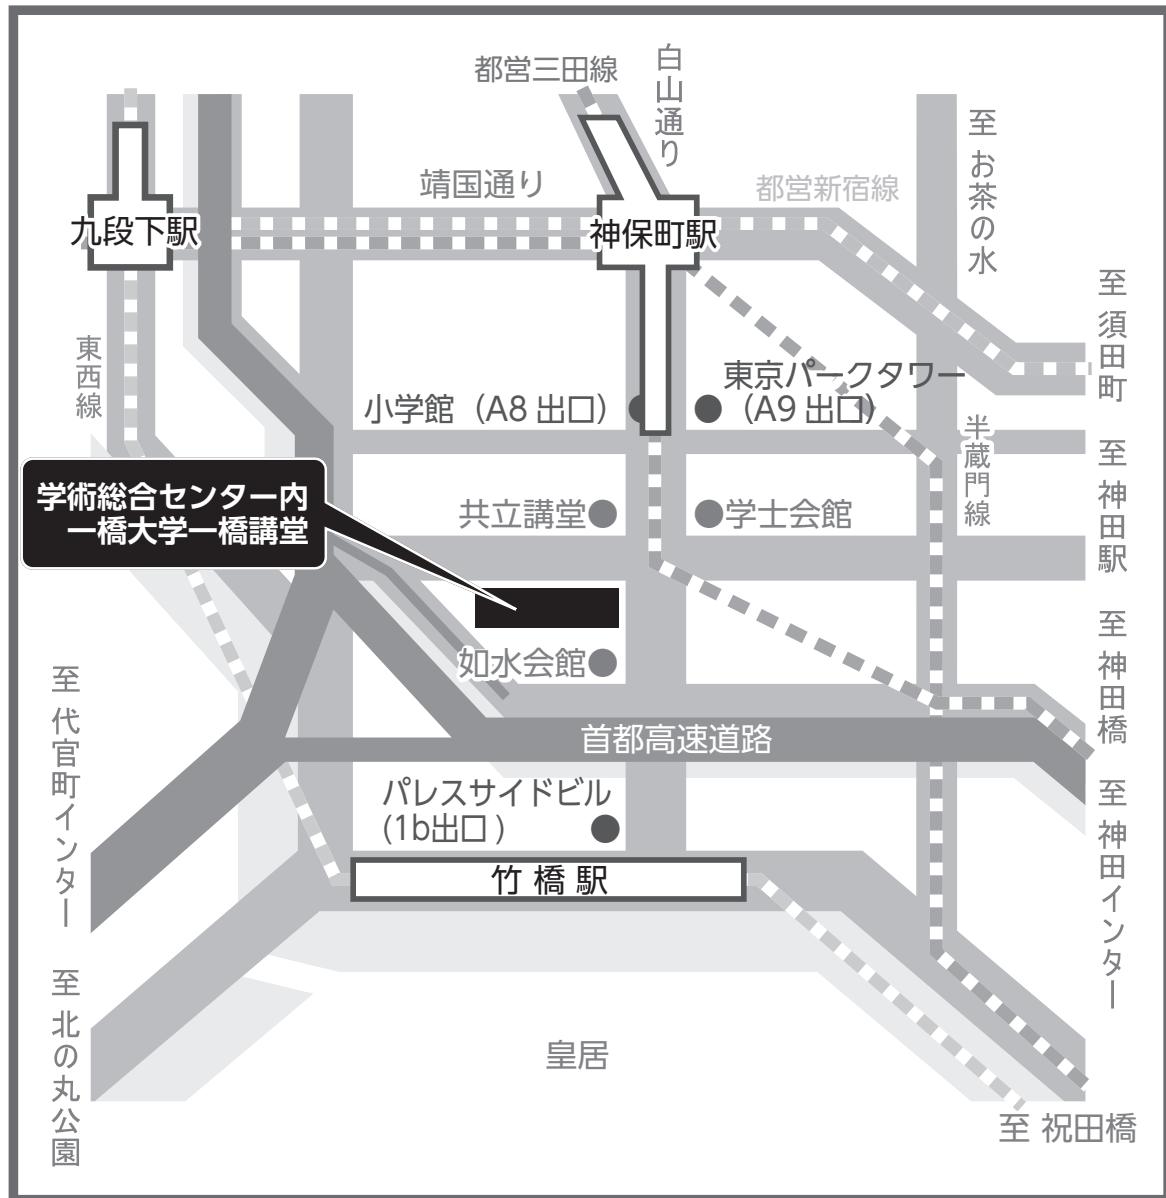 都営三田線
白山通り
靖国通り
都営新宿線
至 お茶の水
九段下駅
神保町駅
至 須田町
東西線
東京パークタワー
(A9 出口)
小学館 (A8 出口)
半蔵門線
至 神田駅
学術総合センター内
一橋大学一橋講堂
共立講堂
学士会館
至 神田橋
如水会館
至 代官町インター
首都高速道路
至 神田インター
パレスサイドビル
(1b出口 )
竹 橋 駅
至 北の丸公園
皇居
至 祝田橋